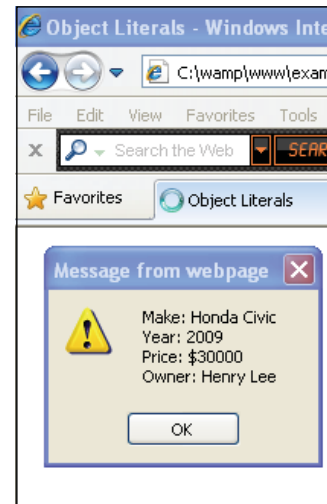 Object Literals - Windows Inte
C:\wamp\www\exam
File Edit View Favorites Tools
x Search the Web SEAR
Favorites Object Literals
Message from webpage
Make: Honda Civic
Year: 2009
Price: $30000
Owner: Henry Lee
OK